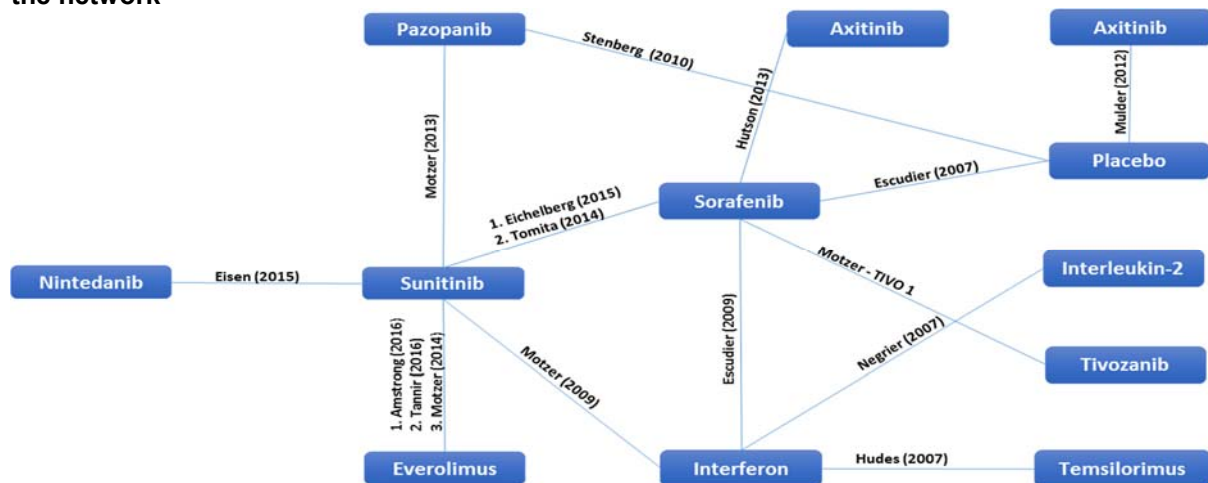 the network
Pazopanib
Axitinib
Axitinib
Stenberg (2010)
Hutson (2013)
Mulder (2012)
Motzer (2013)
Placebo
Escudier (2007)
Sorafenib
1. Eichelberg (2015)
2. Tomita (2014)
Nintedanib
Eisen (2015)
Sunitinib
Motzer - TIVO 1
Interleukin-2
1. Amstrong (2016)
2. Tannir (2016)
3. Motzer (2014)
Motzer (2009)
Escudier (2009)
Negrier (2007)
Tivozanib
Everolimus
Interferon
Hudes (2007)
Temsilorimus